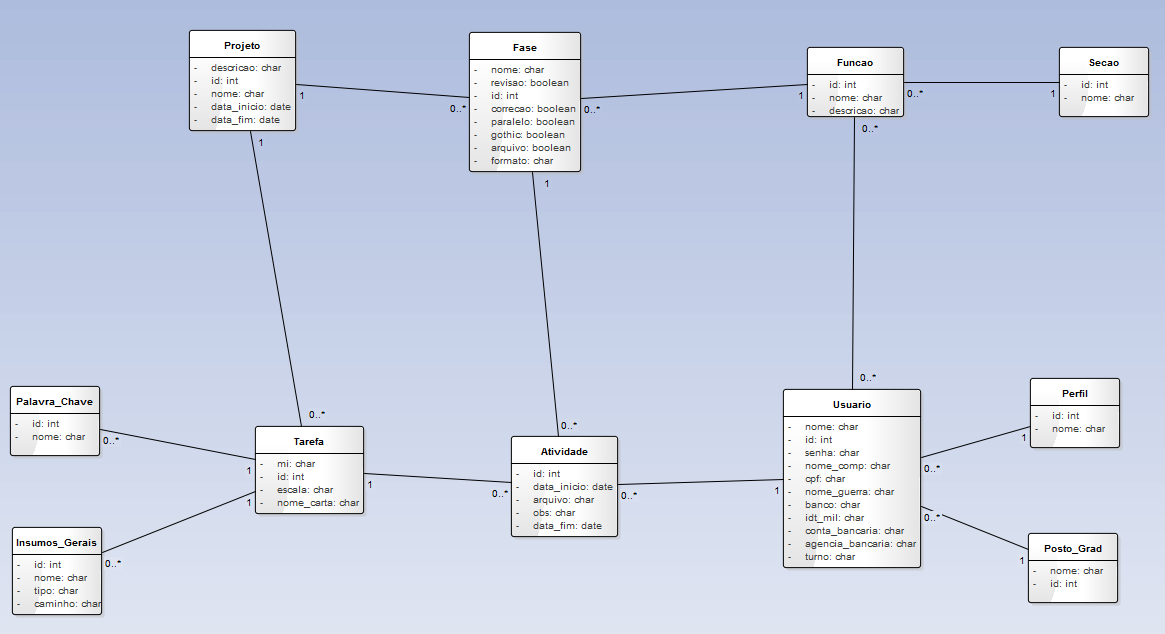 Projeto
- descricao: char
- id: int
- nome: char
- data_inicio: date
- data_fim: date
1
1
Fase
- nome: char
- revisao: boolean
- id: int
- correcao: boolean
- paralelo: boolean
- gothic: boolean
- arquivo: boolean
- formato: char
0..*
0..*
1
Funcao
- id: int
- nome: char
- descricao: char
1
0..*
0..*
Secao
- id: int
- nome: char
1
Palavra_Chave
- id: int
- nome: char
0..*
Insumos_Gerais
- id: int
- nome: char
- tipo: char
- caminho: char
0..*
0..*
Tarefa
- mi: char
- id: int
- escala: char
- nome_carta: char
1
1
1
0..*
Atividade
- id: int
- data_inicio: date
- arquivo: char
- obs: char
- data_fim: date
0..*
0..*
0..*
Usuario
- nome: char
- id: int
- senha: char
- nome_comp: char
- cpf: char
- nome_guerra: char
- banco: char
- idt_mil: char
- conta_bancaria: char
- agencia_bancaria: char
- turno: char
1
0..*
0..*
Perfil
- id: int
- nome: char
1
Posto_Grad
- nome: char
- id: int
1